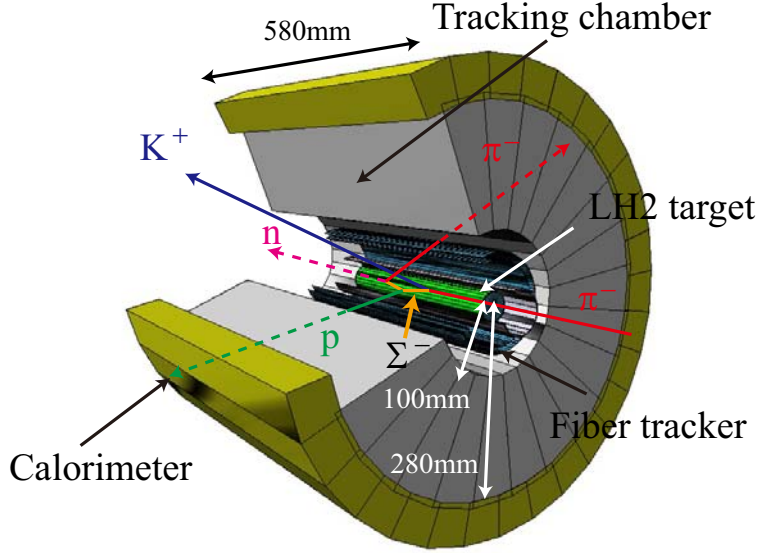 Tracking chamber
580mm
K⁺
π⁻
LH2 target
n
π⁻
p
Σ⁻
100mm
Fiber tracker
280mm
Calorimeter